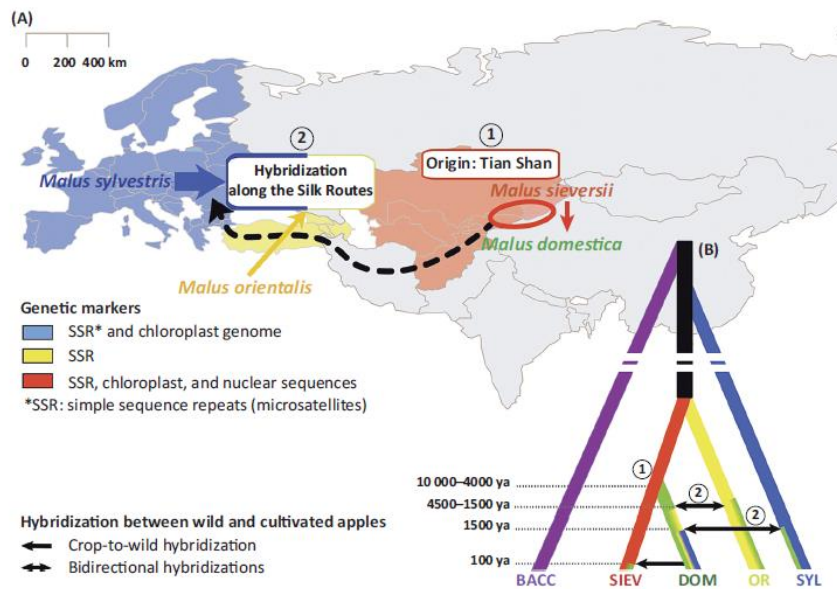 (A)
0 200 400 km
2
1
Hybridization
along the Silk Routes
Origin: Tian Shan
Malus sylvestris
Malus sieversii
Malus domestica
Malus orientalis
(B)
Genetic markers
SSR* and chloroplast genome
SSR
SSR, chloroplast, and nuclear sequences
*SSR: simple sequence repeats (microsatellites)
Hybridization between wild and cultivated apples
Crop-to-wild hybridization
Bidirectional hybridizations
1
10 000–4000 ya
2
4500–1500 ya
2
1500 ya
100 ya
BACC SIEV DOM OR SYL